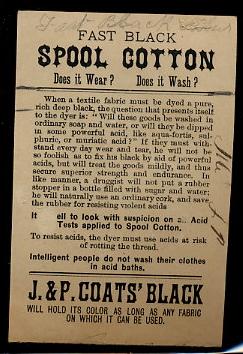 Fast Black
FAST BLACK
SPOOL COTTON
Does it Wear? Does it Wash?
When a textile fabric must be dyed a pure,
rich deep black, the question that presents itself
to the dyer is: "Will these goods be washed in
ordinary soap and water, or will they be dipped
in some powerful acid, like aqua-fortis, sul-
phuric, or muriatic acid?" If they must with-
stand every day wear and tear, he will not be
so foolish as to fix his black by aid of powerful
acids, but will treat the goods mildly, and thus
secure superior strength and endurance. In
like manner, a druggist will not put a rubber
stopper in a bottle filled with sugar and water;
he will naturally use an ordinary cork, and save
the rubber for resisting violent acids
It ell to look with suspicion on a Acid
Tests applied to Spool Cotton.
To resist acids, the dyer must use acids at risk
of rotting the thread.
Intelligent people do not wash their clothes
in acid baths.
J. & P. COATS' BLACK
WILL HOLD ITS COLOR AS LONG AS ANY FABRIC
ON WHICH IT CAN BE USED.